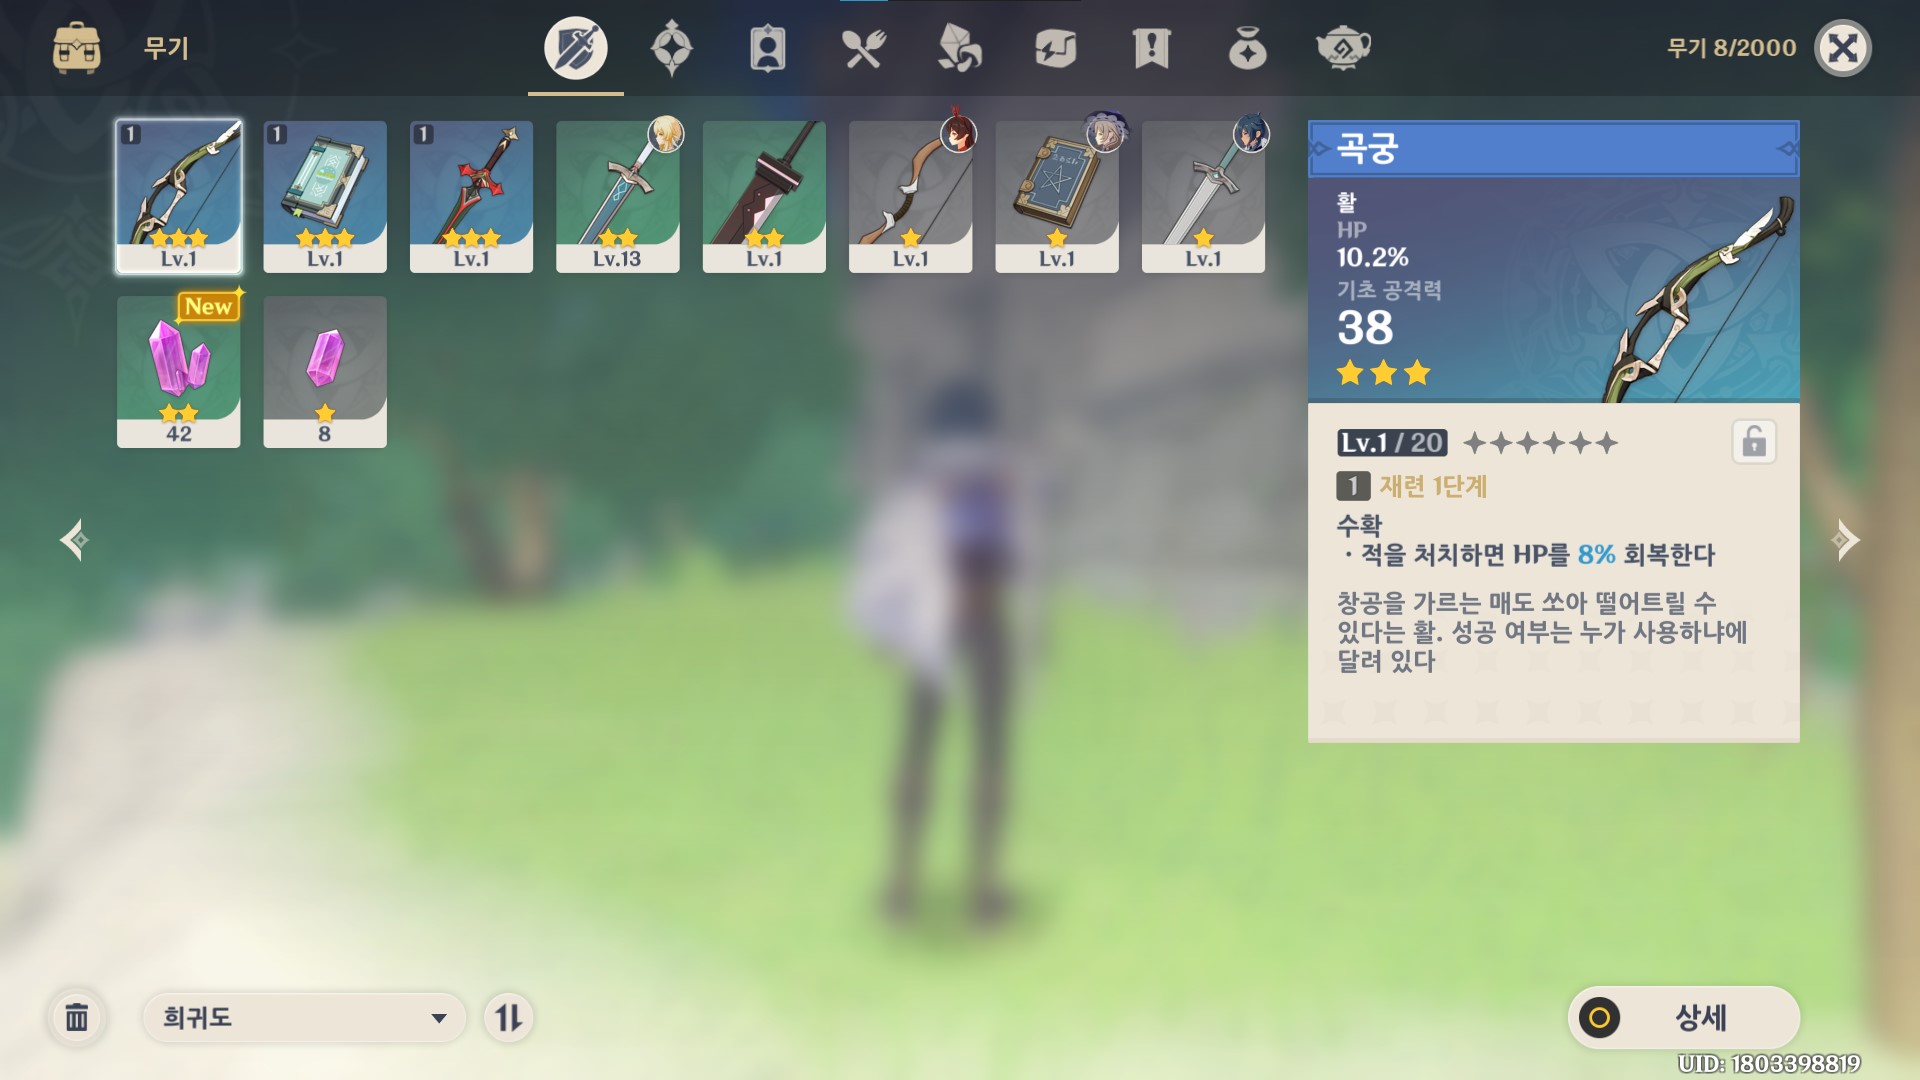 무기
무기 8/2000
1
1
1
Lv.1
Lv.1
Lv.1
Lv.13
Lv.1
Lv.1
Lv.1
Lv.1
New
42
8
곡궁
활
HP
10.2%
기초 공격력
38
Lv.1 / 20
1 재련 1단계
수확
· 적을 처치하면 HP를 8% 회복한다
창공을 가르는 매도 쏘아 떨어트릴 수
있다는 활. 성공 여부는 누가 사용하냐에
달려 있다
희귀도
상세
UID: 1803398819